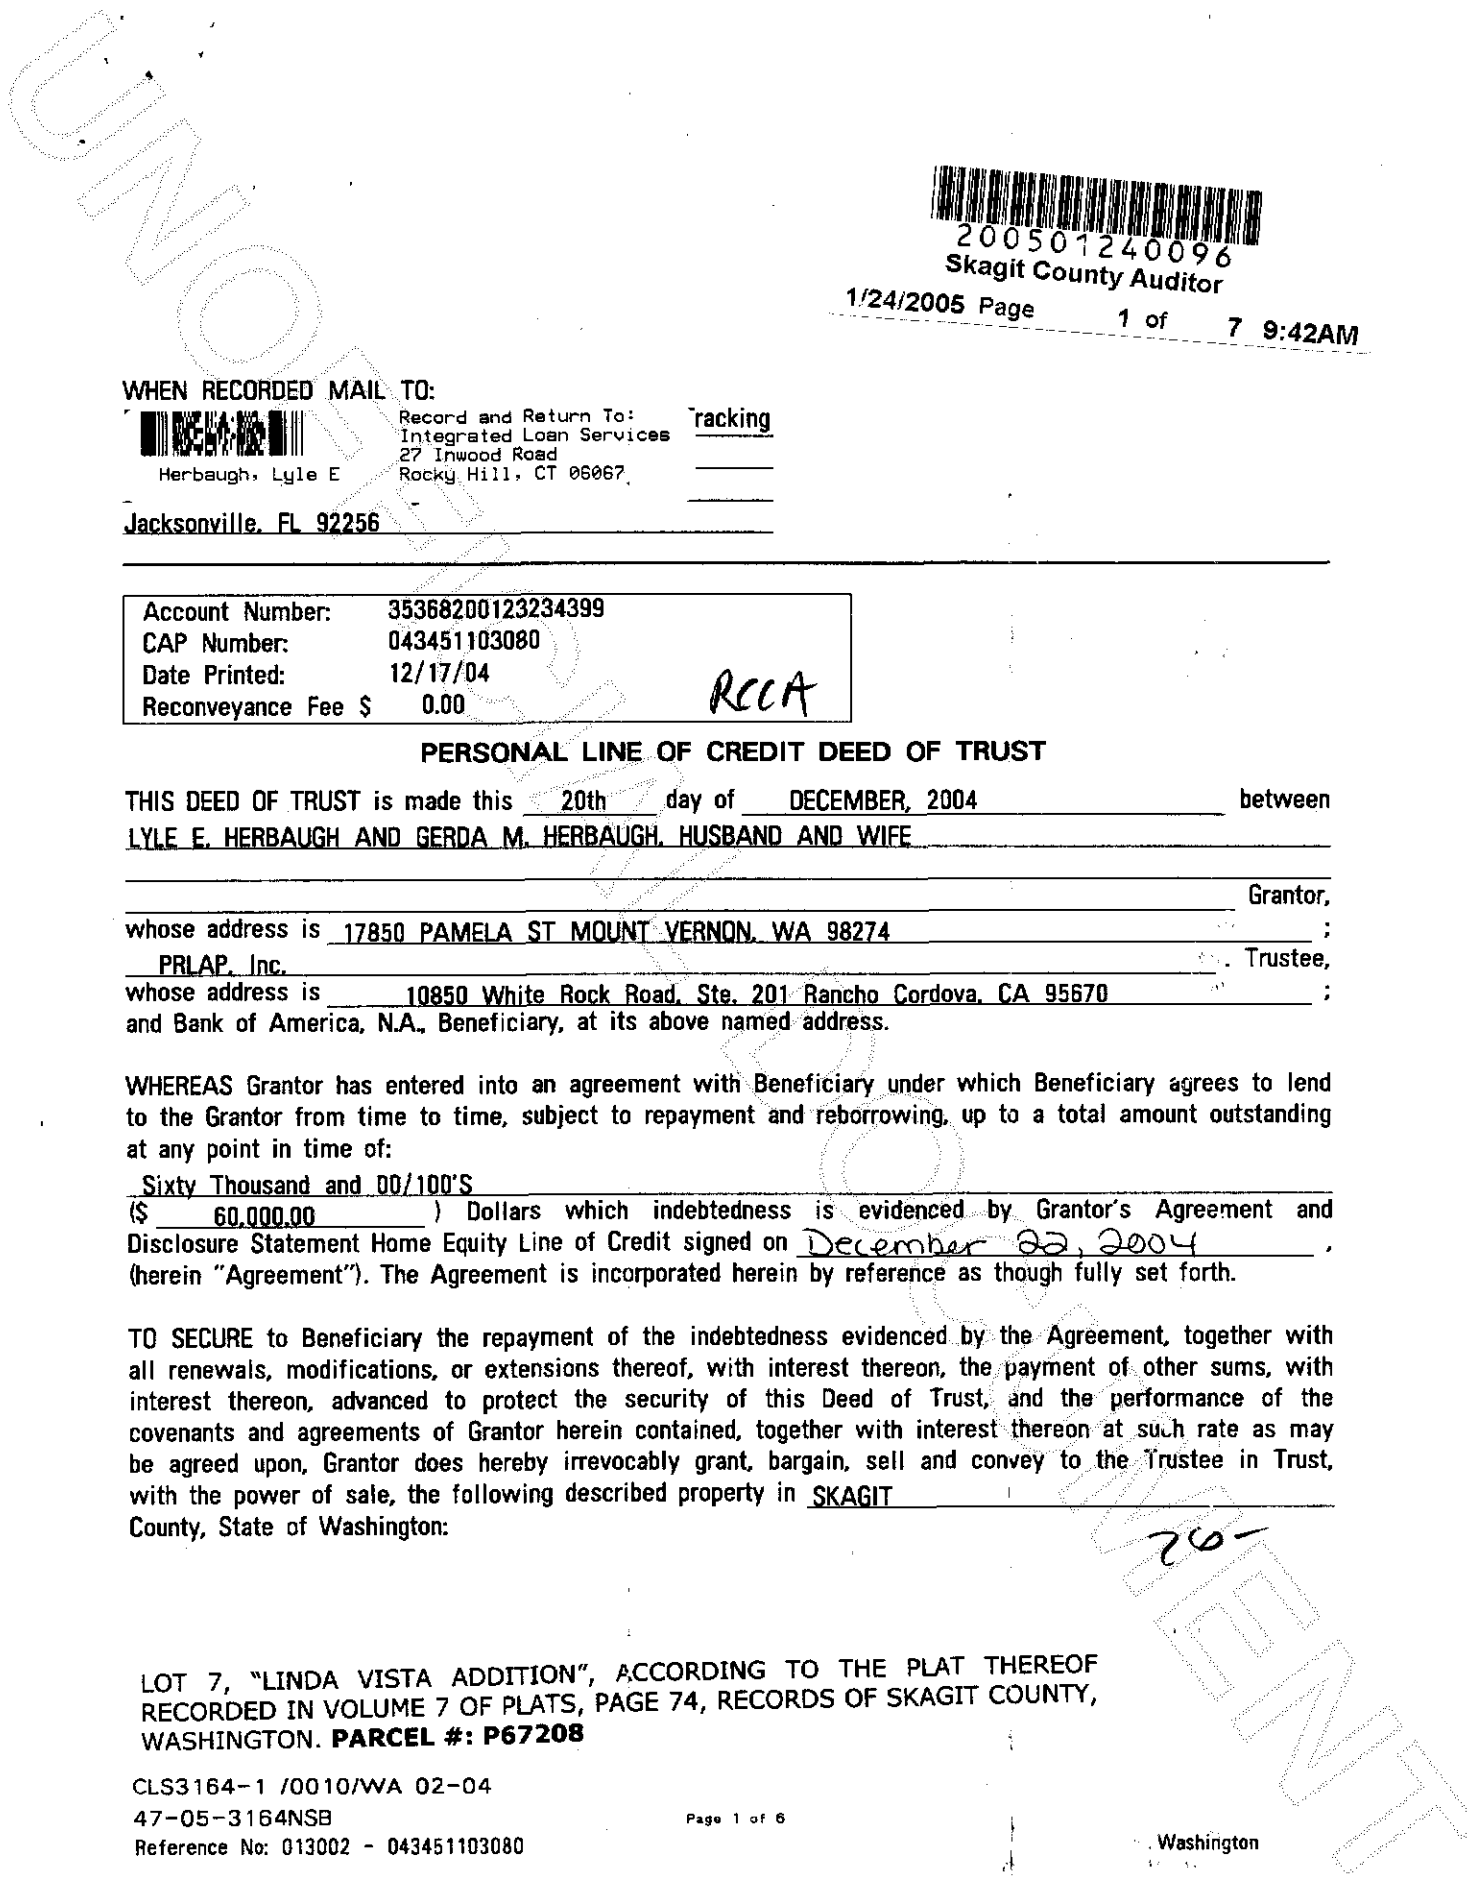 UNOFFICIAL DOCUMENT
200501240096
Skagit County Auditor
1/24/2005 Page 1 of 7 9:42AM
WHEN RECORDED MAIL TO:
Record and Return To: racking
Integrated Loan Services
27 Inwood Road
Herbaugh, Lyle E Rocky Hill, CT 06067
Jacksonville, FL 92256
Account Number: 35368200123234399
CAP Number: 043451103080
Date Printed: 12/17/04
Reconveyance Fee $ 0.00 RCCA
PERSONAL LINE OF CREDIT DEED OF TRUST
THIS DEED OF TRUST is made this 20th day of DECEMBER, 2004 between
LYLE E. HERBAUGH AND GERDA M. HERBAUGH, HUSBAND AND WIFE
Grantor,
whose address is 17850 PAMELA ST MOUNT VERNON, WA 98274 ;
PRLAP, Inc. , Trustee,
whose address is 10850 White Rock Road, Ste. 201 Rancho Cordova, CA 95670 ;
and Bank of America, N.A., Beneficiary, at its above named address.
WHEREAS Grantor has entered into an agreement with Beneficiary under which Beneficiary agrees to lend
to the Grantor from time to time, subject to repayment and reborrowing, up to a total amount outstanding
at any point in time of:
Sixty Thousand and 00/100'S
($ 60,000.00 ) Dollars which indebtedness is evidenced by Grantor's Agreement and
Disclosure Statement Home Equity Line of Credit signed on December 22, 2004 ,
(herein "Agreement"). The Agreement is incorporated herein by reference as though fully set forth.
TO SECURE to Beneficiary the repayment of the indebtedness evidenced by the Agreement, together with
all renewals, modifications, or extensions thereof, with interest thereon, the payment of other sums, with
interest thereon, advanced to protect the security of this Deed of Trust, and the performance of the
covenants and agreements of Grantor herein contained, together with interest thereon at such rate as may
be agreed upon, Grantor does hereby irrevocably grant, bargain, sell and convey to the Trustee in Trust,
with the power of sale, the following described property in SKAGIT
County, State of Washington:
26-
LOT 7, "LINDA VISTA ADDITION", ACCORDING TO THE PLAT THEREOF
RECORDED IN VOLUME 7 OF PLATS, PAGE 74, RECORDS OF SKAGIT COUNTY,
WASHINGTON. PARCEL #: P67208
CLS3164-1 /0010/WA 02-04
47-05-3164NSB Page 1 of 6
Reference No: 013002 - 043451103080 Washington